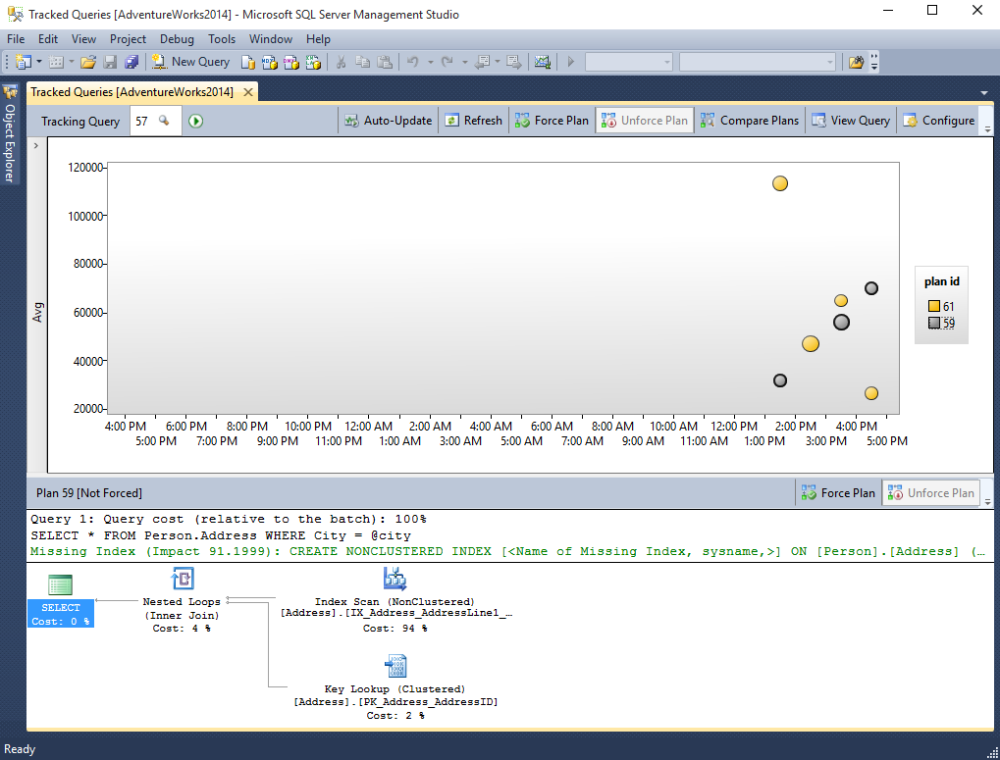 Tracked Queries [AdventureWorks2014] - Microsoft SQL Server Management Studio
File Edit View Project Debug Tools Window Help
New Query
Object Explorer
Tracked Queries [AdventureWorks2014]
Tracking Query 57 Auto-Update Refresh Force Plan Unforce Plan Compare Plans View Query Configure
Avg
120000
100000
80000
60000
40000
20000
4:00 PM 6:00 PM 8:00 PM 10:00 PM 12:00 AM 2:00 AM 4:00 AM 6:00 AM 8:00 AM 10:00 AM 12:00 PM 2:00 PM 4:00 PM
5:00 PM 7:00 PM 9:00 PM 11:00 PM 1:00 AM 3:00 AM 5:00 AM 7:00 AM 9:00 AM 11:00 AM 1:00 PM 3:00 PM 5:00 PM
plan id
61
59
Plan 59 [Not Forced] Force Plan Unforce Plan
Query 1: Query cost (relative to the batch): 100%
SELECT * FROM Person.Address WHERE City = @city
Missing Index (Impact 91.1999): CREATE NONCLUSTERED INDEX [<Name of Missing Index, sysname,>] ON [Person].[Address] (…
SELECT
Cost: 0 %
Nested Loops
(Inner Join)
Cost: 4 %
Index Scan (NonClustered)
[Address].[IX_Address_AddressLine1_…
Cost: 94 %
Key Lookup (Clustered)
[Address].[PK_Address_AddressID]
Cost: 2 %
Ready